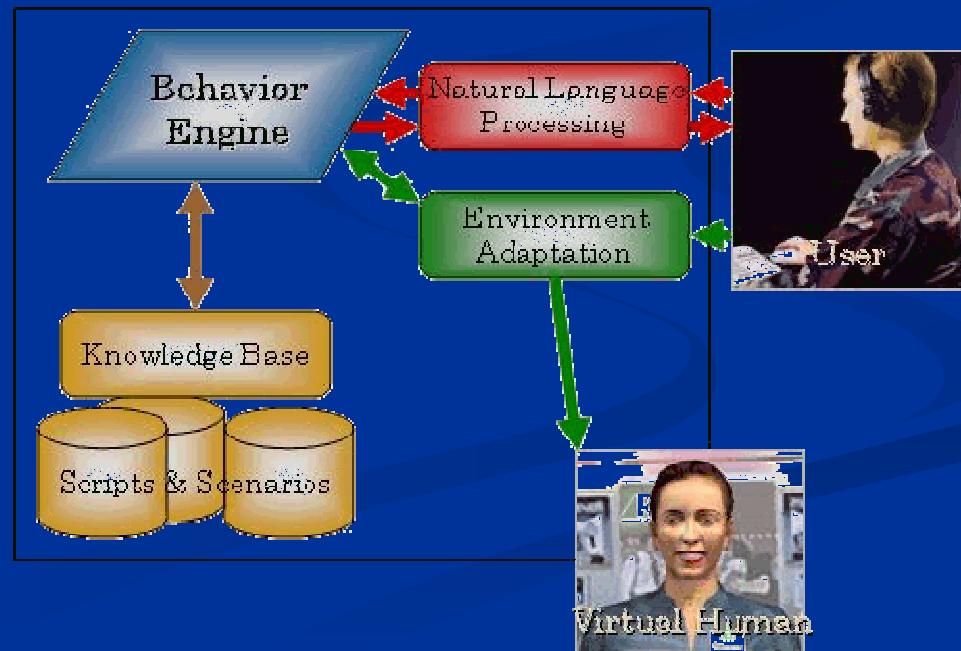 Behavior
Engine
Natural Language
Processing
Environment
Adaptation
User
Knowledge Base
Scripts & Scenarios
Virtual Human